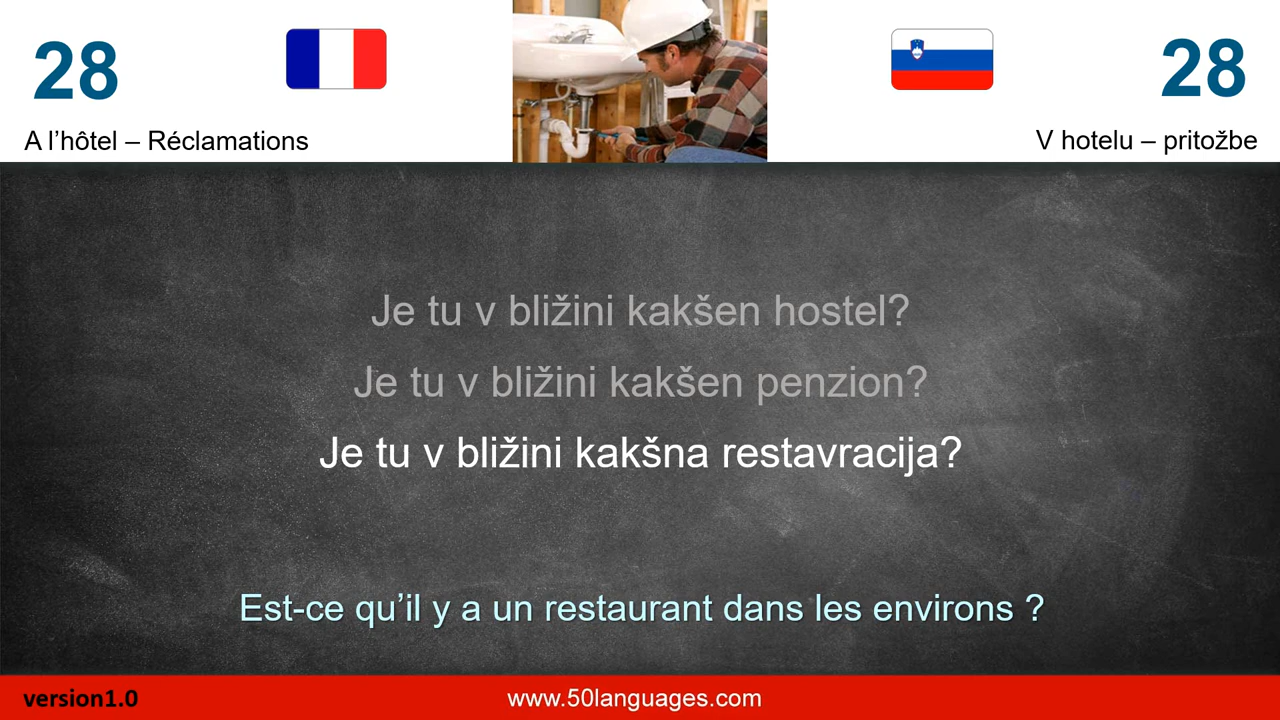 28
28
A l’hôtel – Réclamations
V hotelu – pritožbe
Je tu v bližini kakšen hostel?
Je tu v bližini kakšen penzion?
Je tu v bližini kakšna restavracija?
Est-ce qu’il y a un restaurant dans les environs ?
version1.0
www.50languages.com